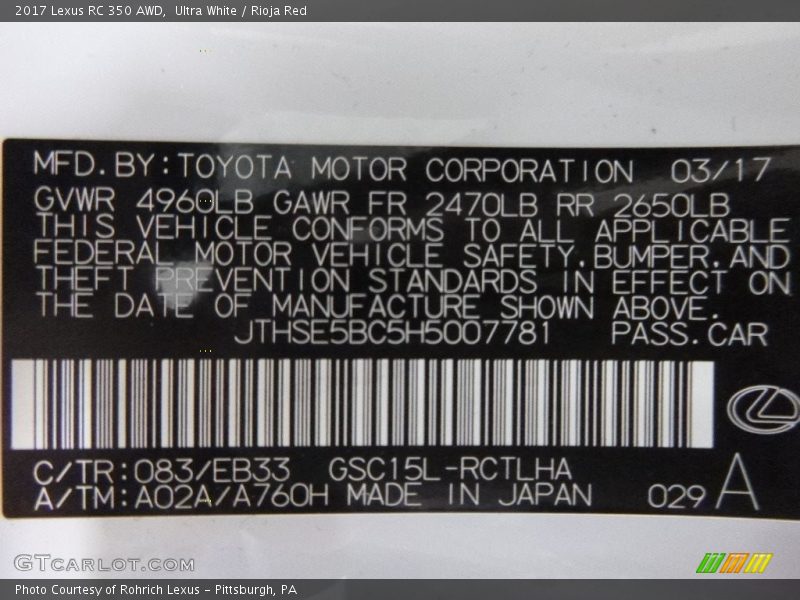 2017 Lexus RC 350 AWD,  Ultra White / Rioja Red
MFD.BY:TOYOTA MOTOR CORPORATION 03/17
GVWR 4960LB GAWR FR 2470LB RR 2650LB
THIS VEHICLE CONFORMS TO ALL APPLICABLE
FEDERAL MOTOR VEHICLE SAFETY,BUMPER,AND
THEFT PREVENTION STANDARDS IN EFFECT ON
THE DATE OF MANUFACTURE SHOWN ABOVE.
JTHSE5BC5H5007781 PASS.CAR
C/TR:083/EB33 GSC15L-RCTLHA
A/TM:A02A/A760H MADE IN JAPAN 029 A
GTCARLOT.COM
Photo Courtesy of Rohrich Lexus - Pittsburgh, PA